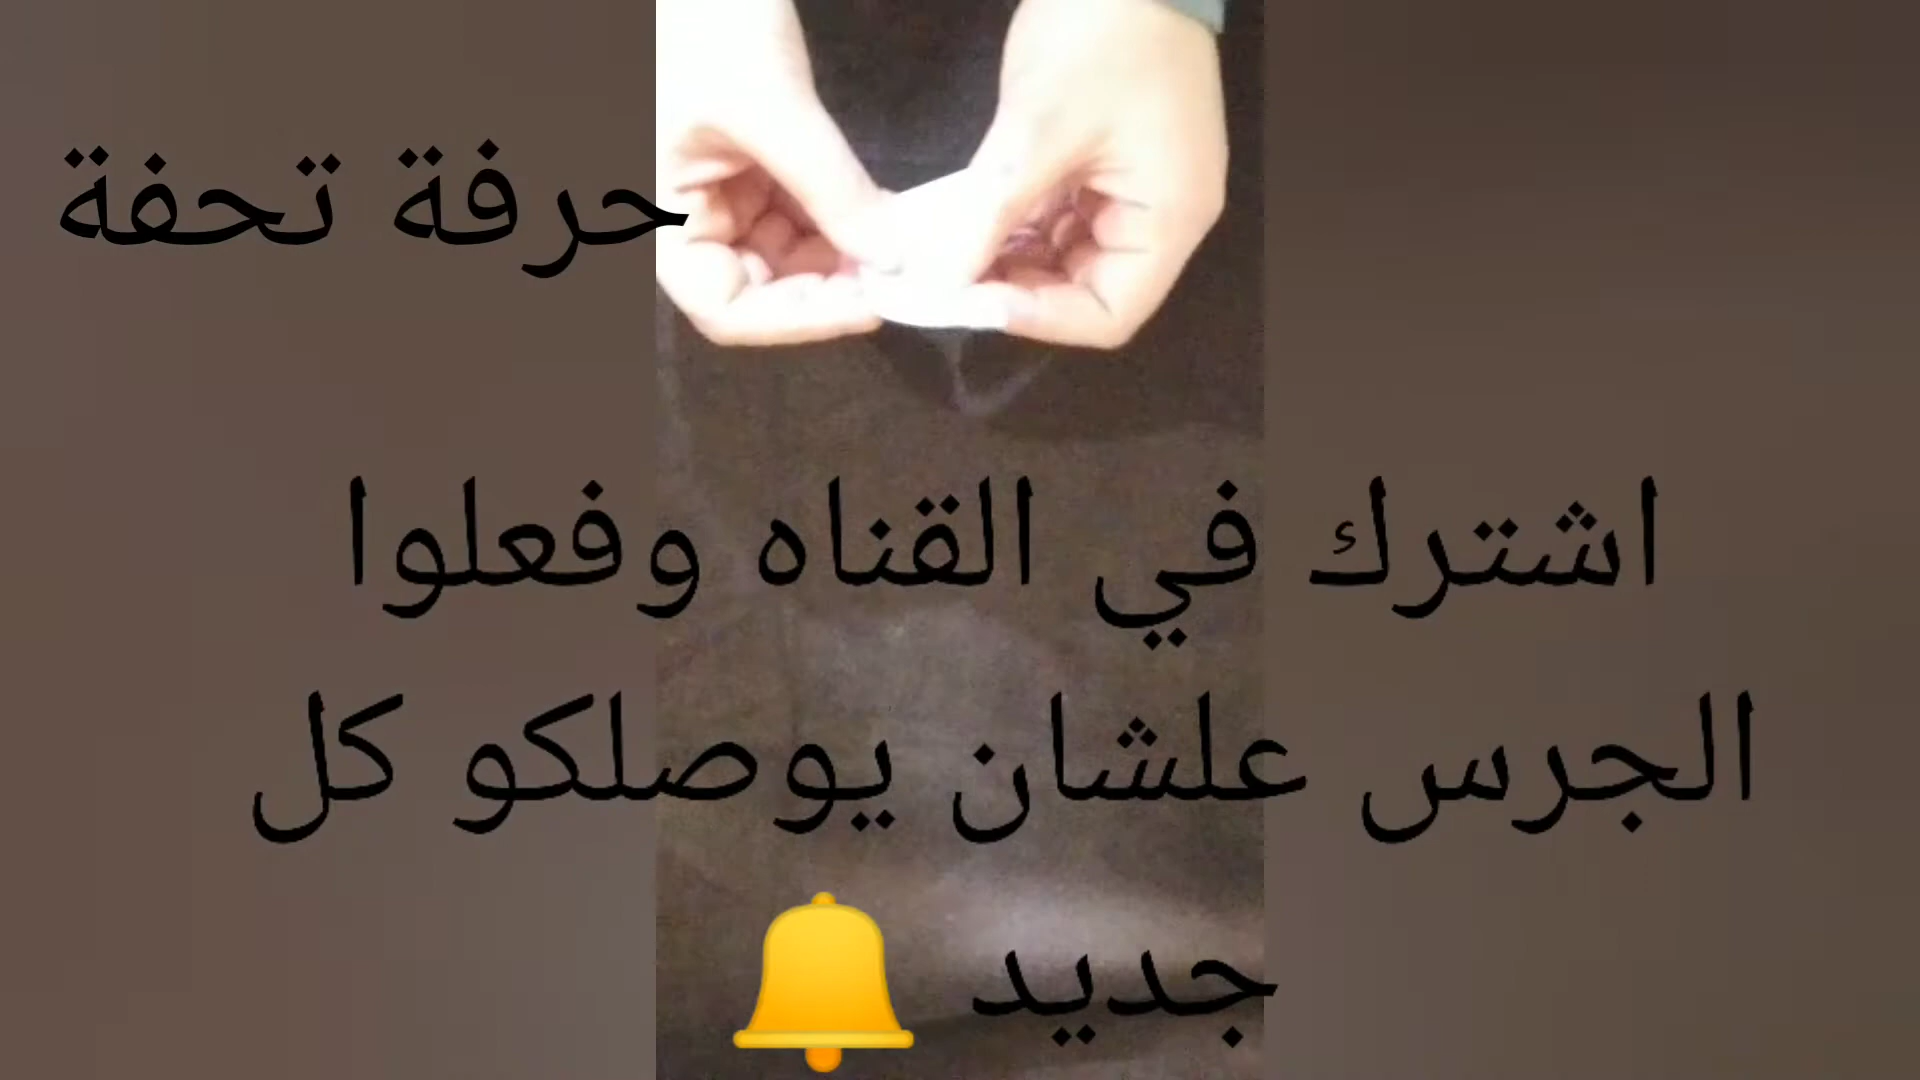 حرفة تحفة
اشترك في القناه وفعلوا
الجرس علشان يوصلكو كل
جديد 🔔